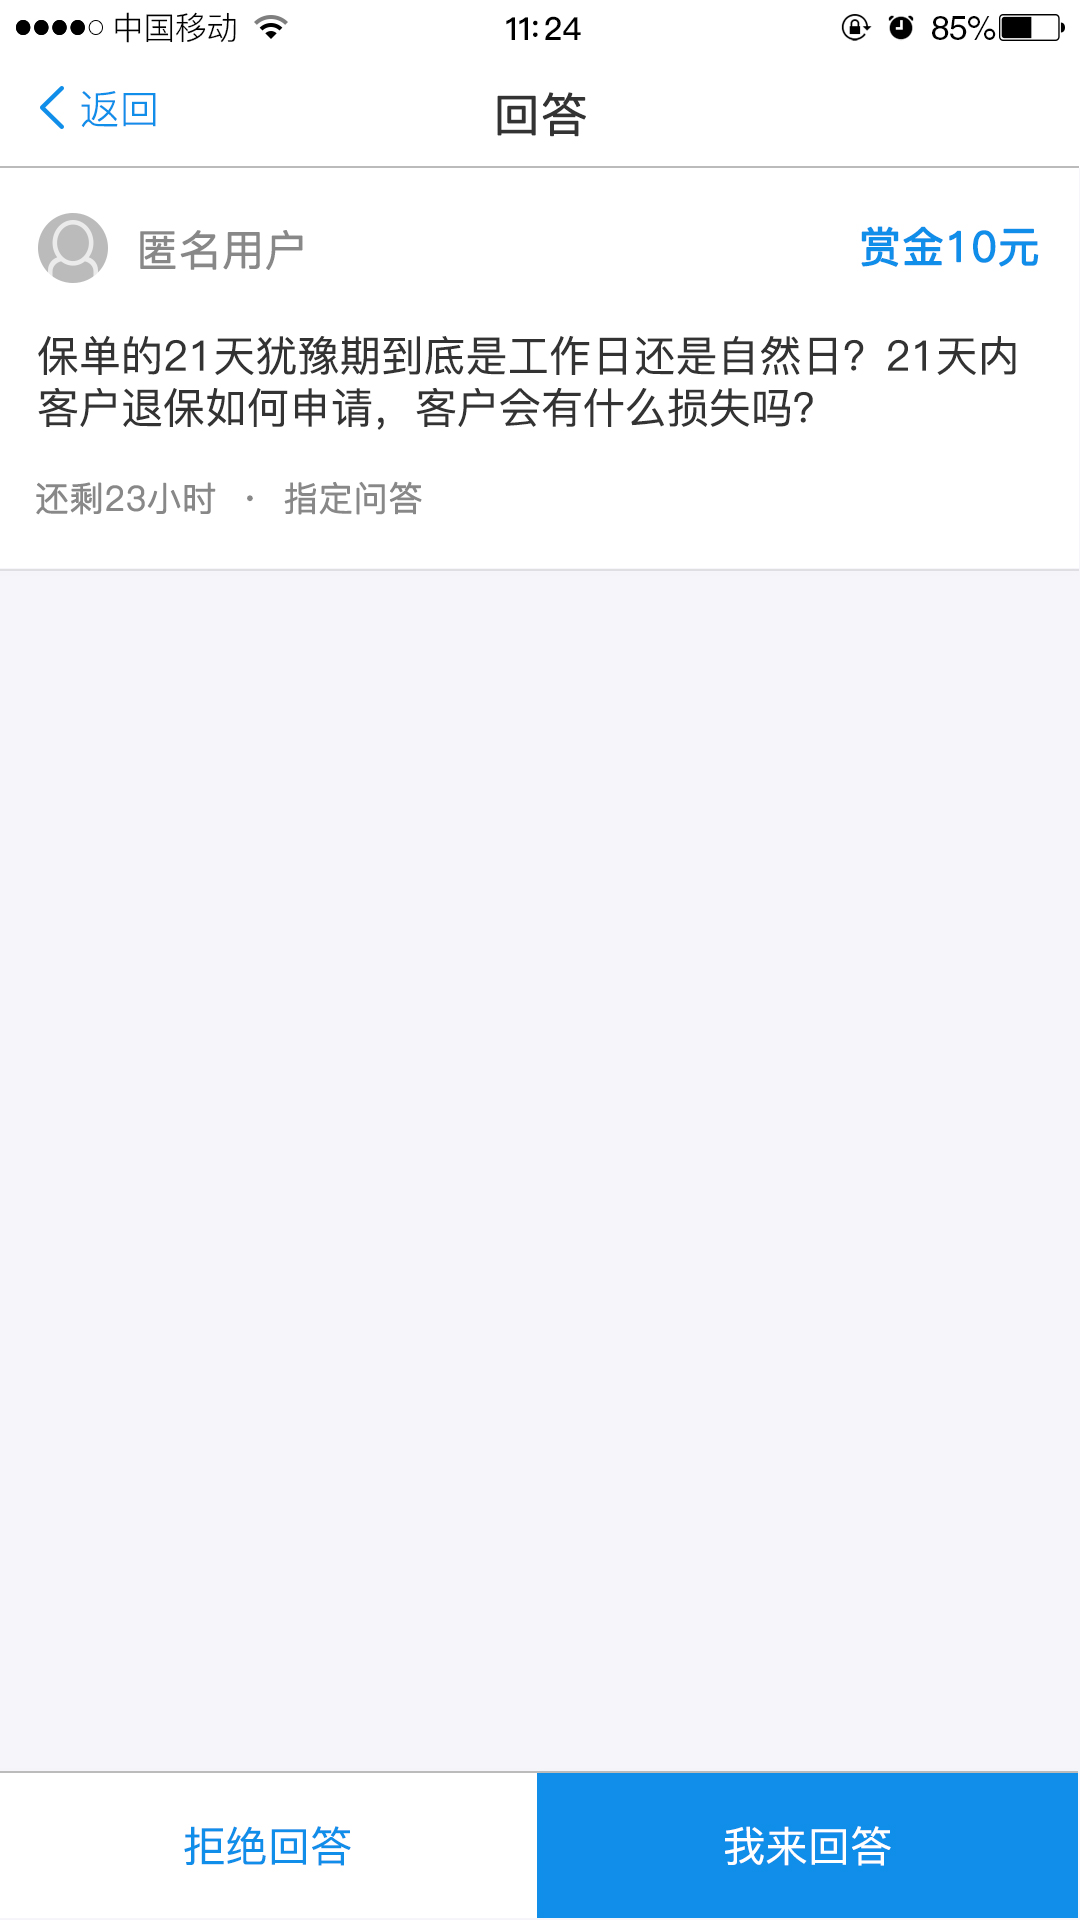 中国移动 11:24 85%
返回 回答
匿名用户 赏金10元
保单的21天犹豫期到底是工作日还是自然日？21天内
客户退保如何申请，客户会有什么损失吗？
还剩23小时 · 指定问答
拒绝回答 我来回答